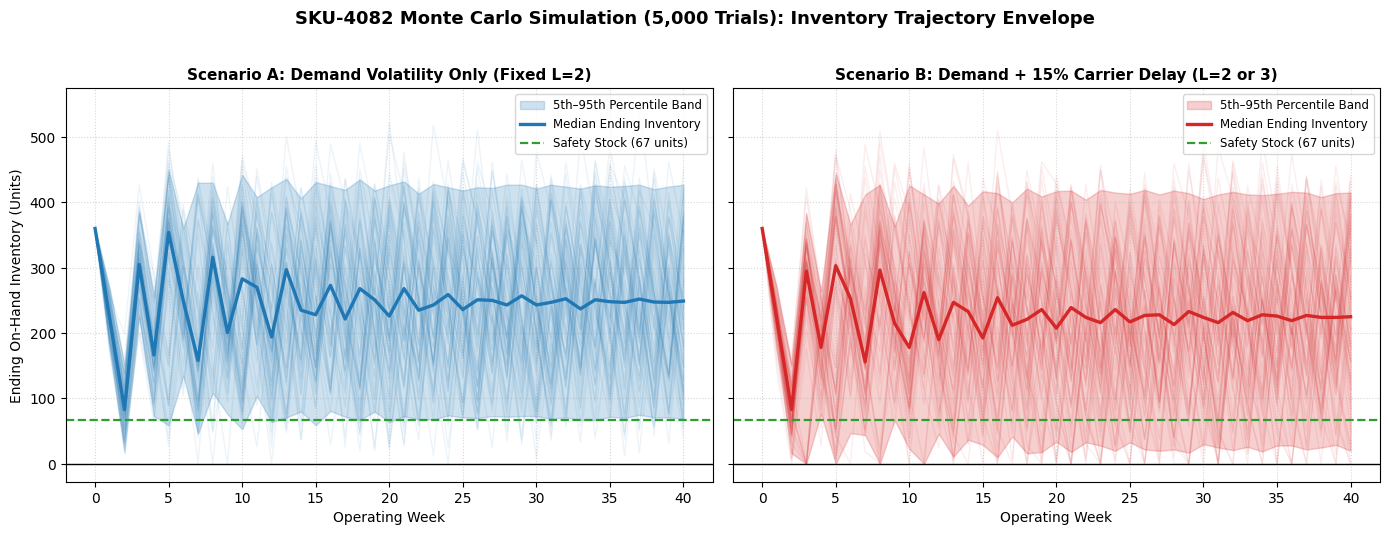 SKU-4082 Monte Carlo Simulation (5,000 Trials): Inventory Trajectory Envelope
Scenario A: Demand Volatility Only (Fixed L=2)
5th–95th Percentile Band
Median Ending Inventory
Safety Stock (67 units)
Ending On-Hand Inventory (Units)
500
400
300
200
100
0
0 5 10 15 20 25 30 35 40
Operating Week
Scenario B: Demand + 15% Carrier Delay (L=2 or 3)
5th–95th Percentile Band
Median Ending Inventory
Safety Stock (67 units)
0 5 10 15 20 25 30 35 40
Operating Week